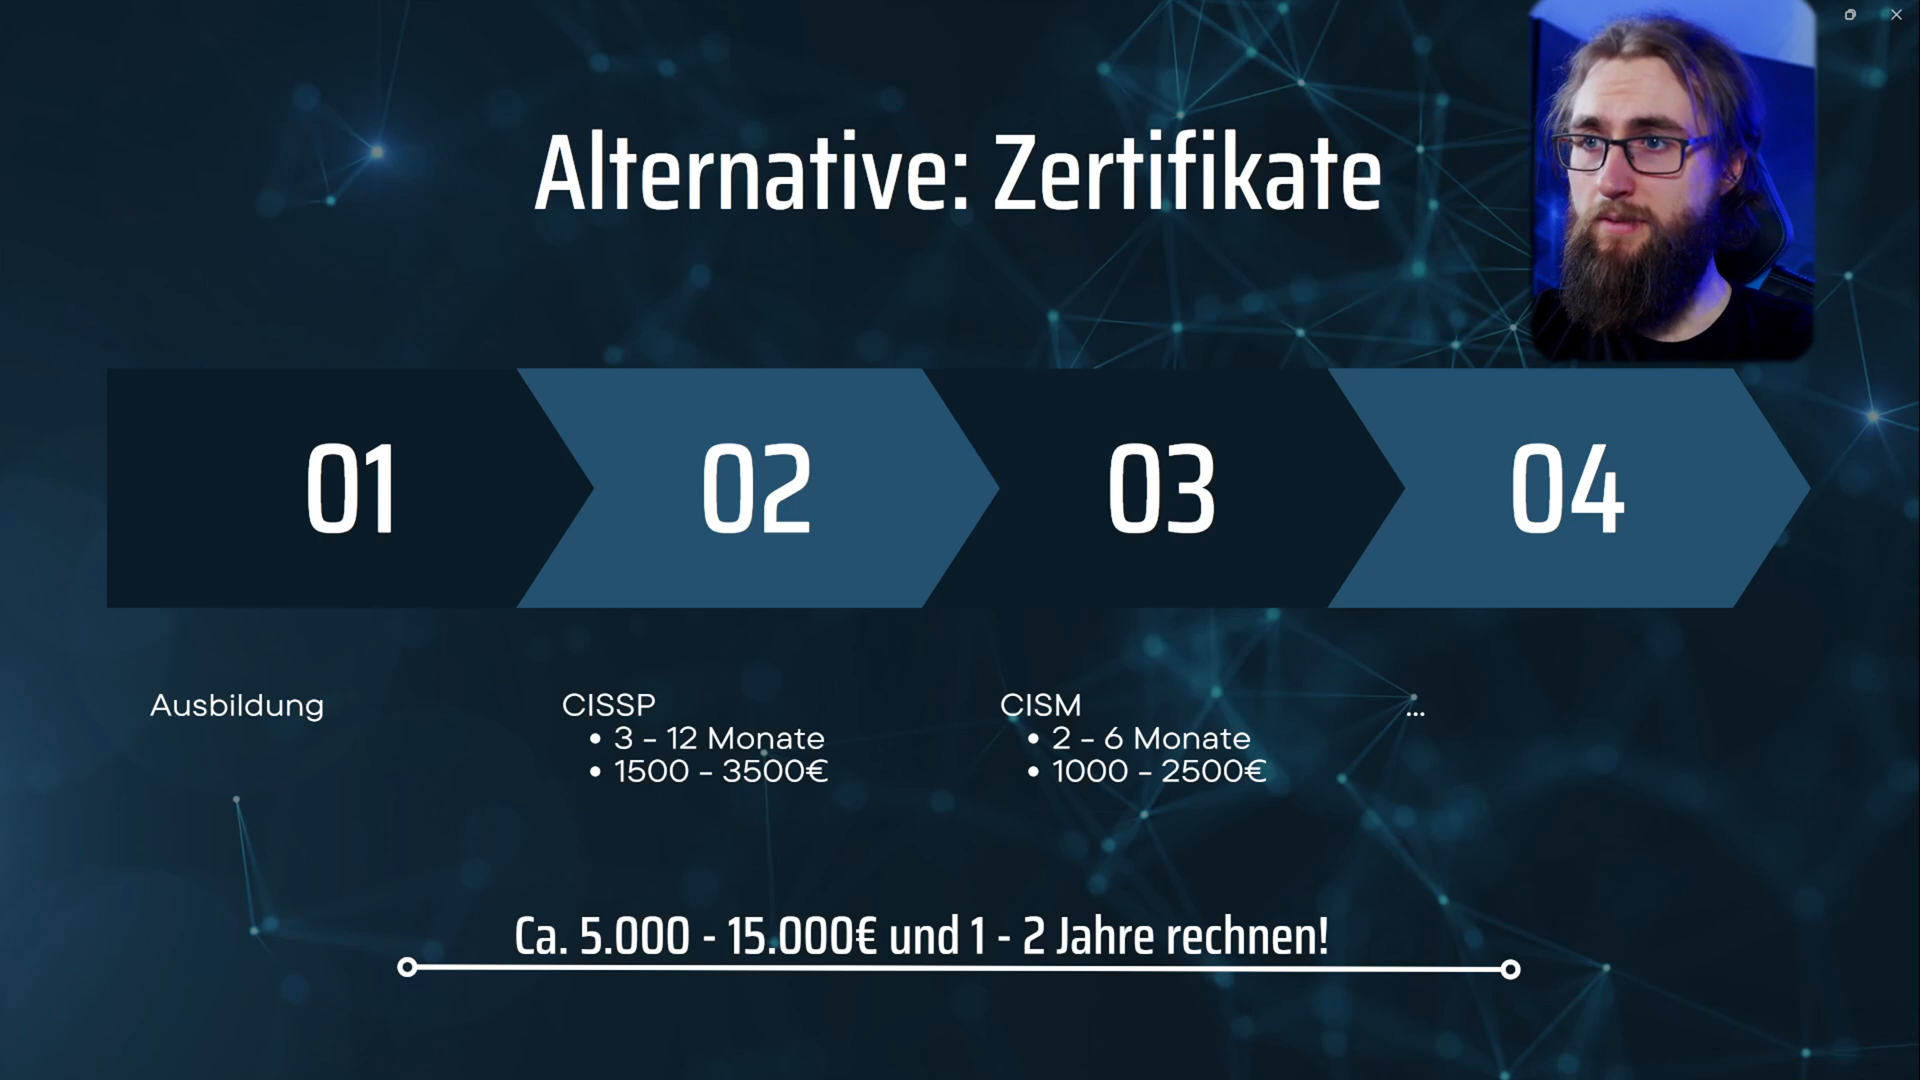 Alternative: Zertifikate
01
02
03
04
Ausbildung
CISSP
• 3 - 12 Monate
• 1500 - 3500€
CISM
• 2 - 6 Monate
• 1000 - 2500€
...
Ca. 5.000 - 15.000€ und 1 - 2 Jahre rechnen!